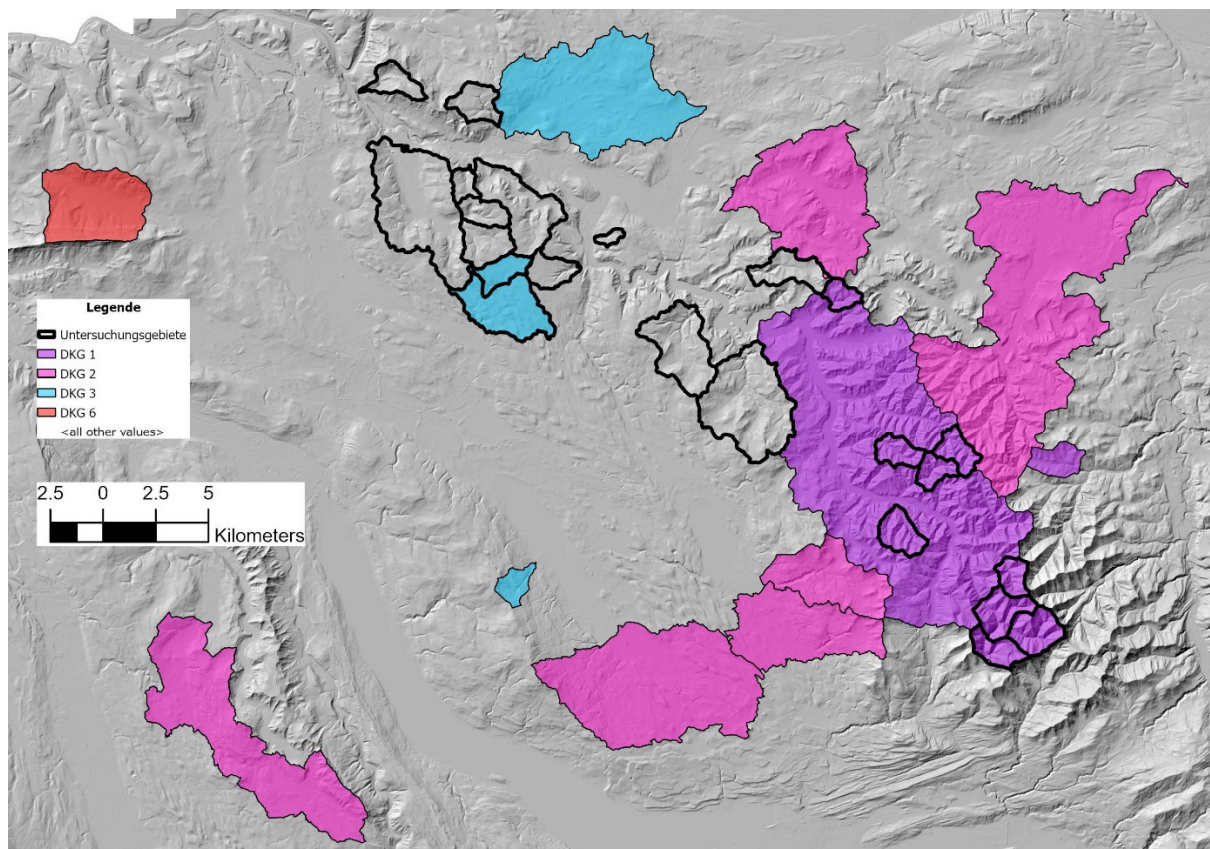 Legende
Untersuchungsgebiete
DKG 1
DKG 2
DKG 3
DKG 6
<all other values>
2.5 0 2.5 5
Kilometers